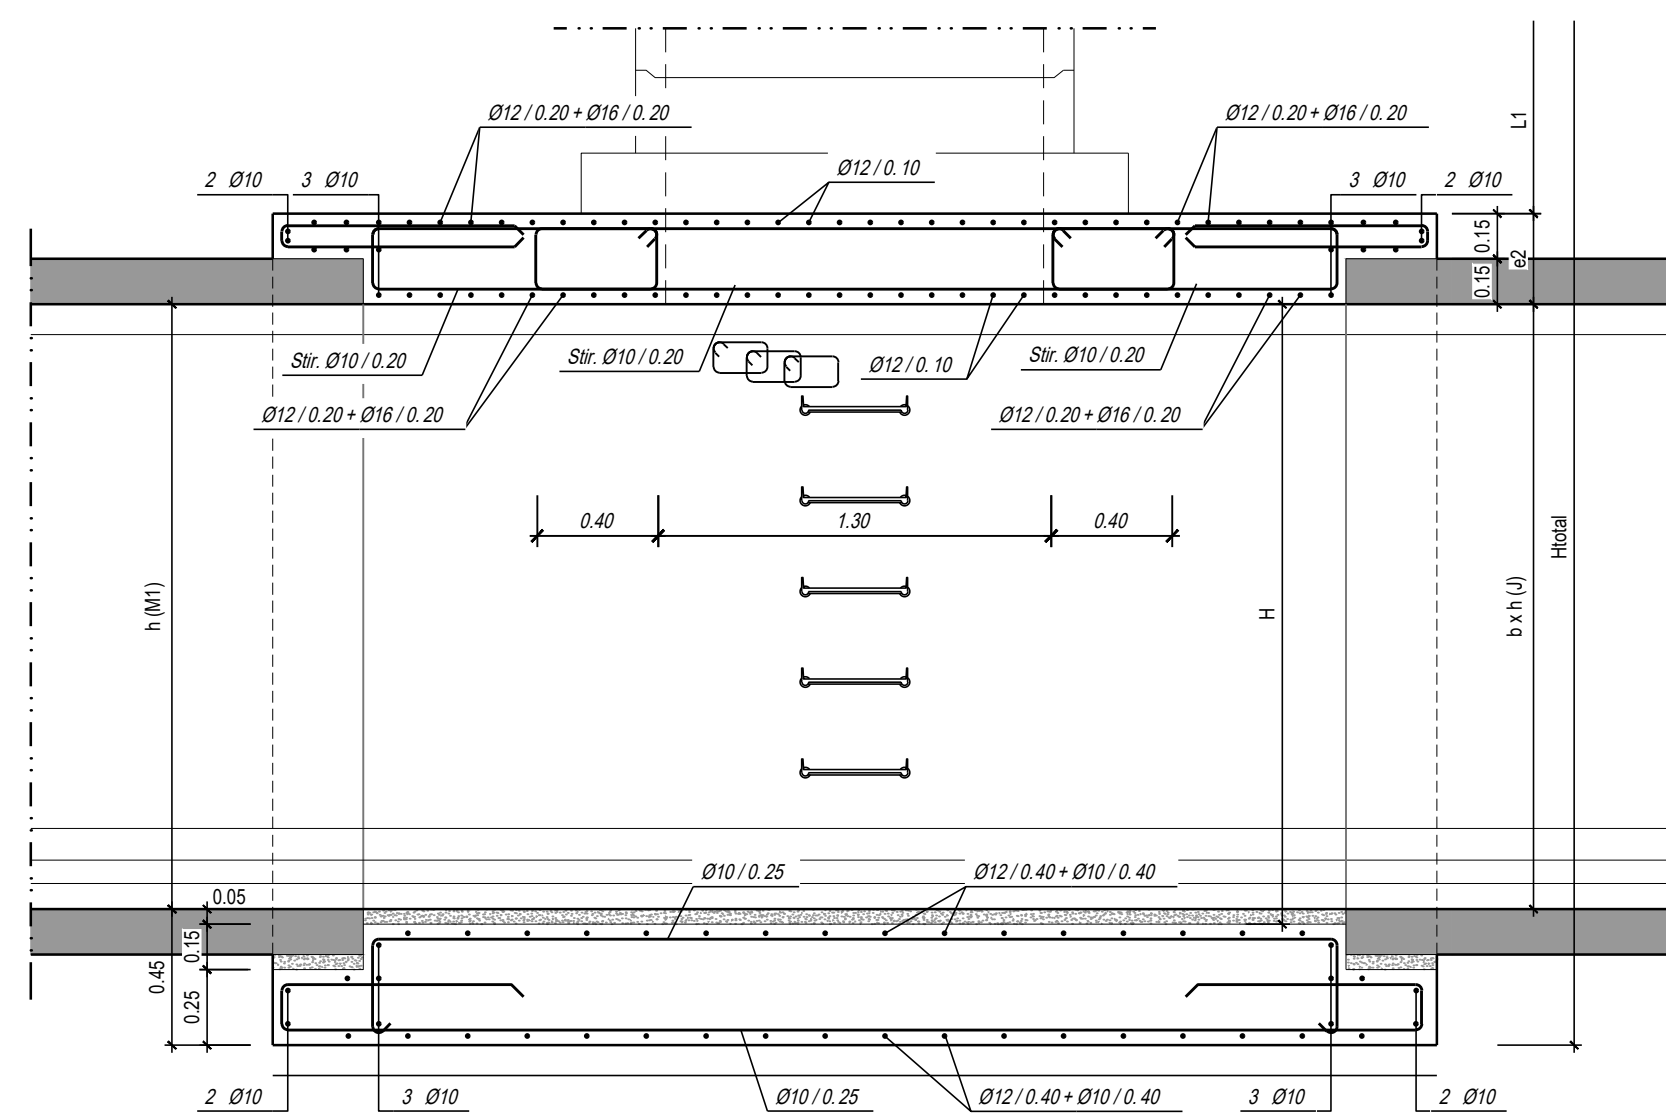 Ø12 / 0.20 + Ø16 / 0.20
Ø12 / 0.20 + Ø16 / 0.20
L1
Ø12 / 0. 10
2 Ø10
3 Ø10
3 Ø10
2 Ø10
0.15
e2
0.15
Stir. Ø10 / 0.20
Stir. Ø10 / 0.20
Ø12 / 0. 10
Stir. Ø10 / 0.20
Ø12 / 0.20 + Ø16 / 0.20
Ø12 / 0.20 + Ø16 / 0.20
0.40
1.30
0.40
Htotal
h (M1)
H
b x h (J)
Ø10 / 0.25
Ø12 / 0.40 + Ø10 / 0.40
0.05
0.15
0.45
0.25
2 Ø10
3 Ø10
Ø10 / 0.25
Ø12 / 0.40 + Ø10 / 0.40
3 Ø10
2 Ø10